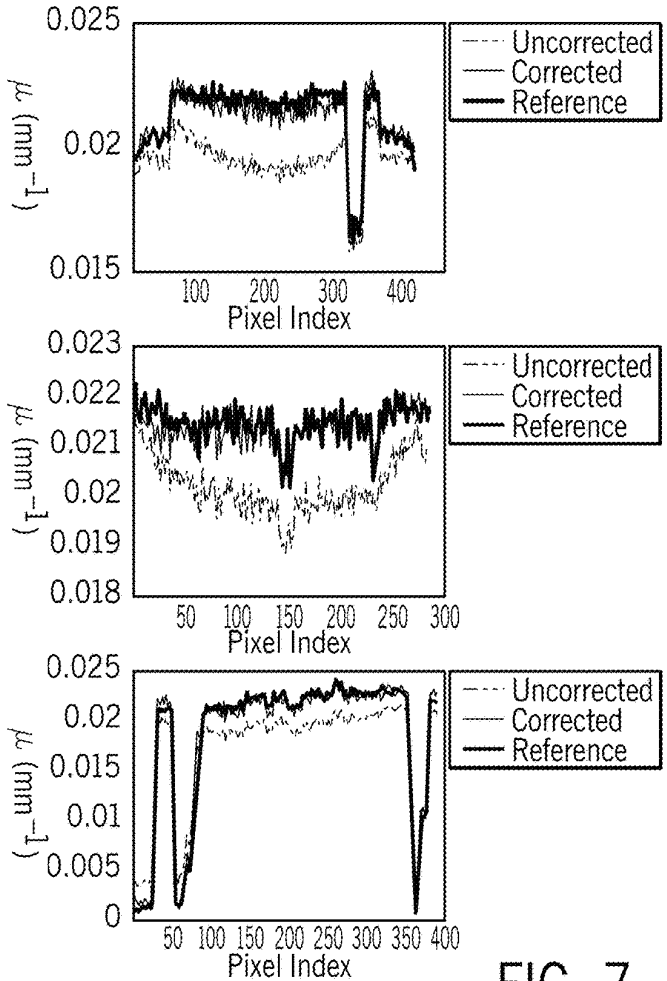 0.025
0.02
0.015
μ (mm⁻¹)
100 200 300 400
Pixel Index
Uncorrected
Corrected
Reference
0.023
0.022
0.021
0.02
0.019
0.018
μ (mm⁻¹)
50 100 150 200 250 300
Pixel Index
Uncorrected
Corrected
Reference
0.025
0.02
0.015
0.01
0.005
0
μ (mm⁻¹)
50 100 150 200 250 300 350 400
Pixel Index
Uncorrected
Corrected
Reference
FIG. 7